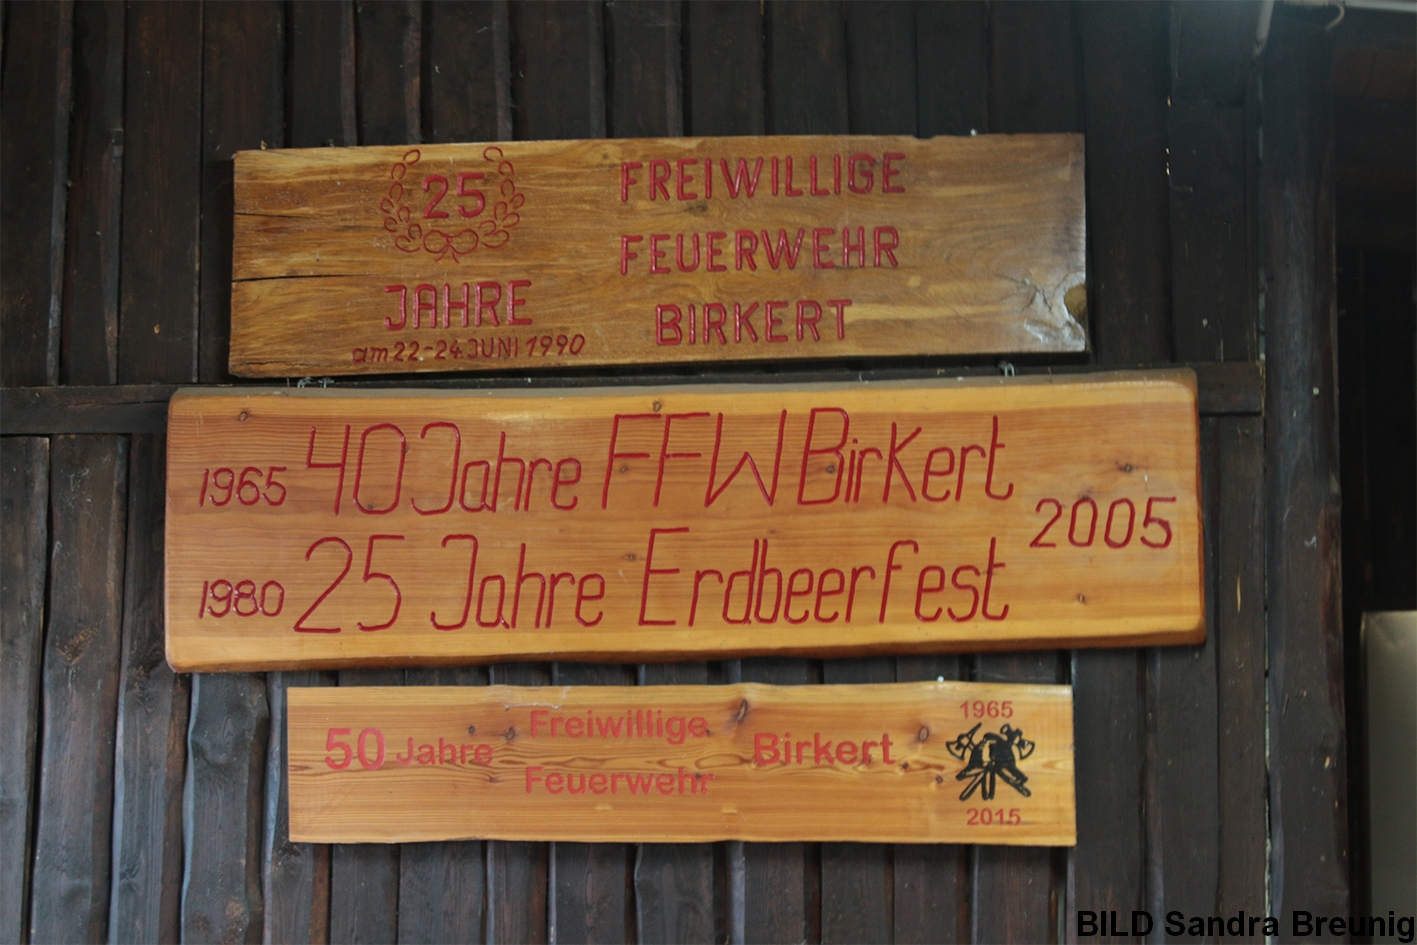 25
JAHRE
am 22-24. JUNI 1990
FREIWILLIGE
FEUERWEHR
BIRKERT
1965 40 Jahre FFW Birkert
1980 25 Jahre Erdbeerfest
2005
50 Jahre
Freiwillige
Feuerwehr
Birkert
1965
2015
BILD Sandra Breunig